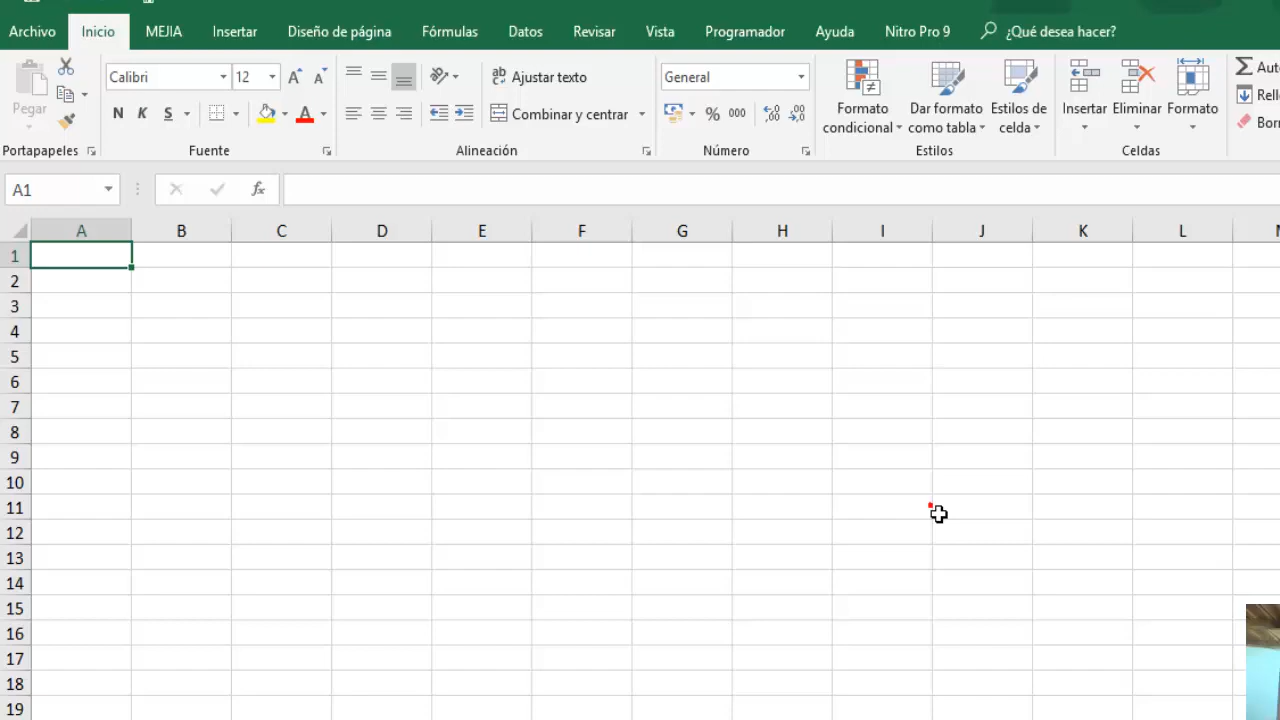 Archivo Inicio MEJIA Insertar Diseño de página Fórmulas Datos Revisar Vista Programador Ayuda Nitro Pro 9 ¿Qué desea hacer?
Calibri 12 Ajustar texto General
Pegar Formato condicional Dar formato como tabla Estilos de celda Insertar Eliminar Formato
N K S Combinar y centrar % 000
Portapapeles Fuente Alineación Número Estilos Celdas
A1 fx
A B C D E F G H I J K L
1
2
3
4
5
6
7
8
9
10
11
12
13
14
15
16
17
18
19